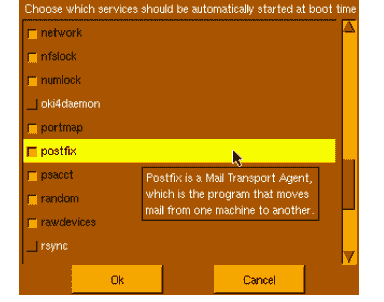 Choose which services should be automatically started at boot time
network
nfslock
numlock
oki4daemon
portmap
postfix
psacct
Postfix is a Mail Transport Agent,
which is the program that moves
mail from one machine to another.
random
rawdevices
rsync
Ok
Cancel